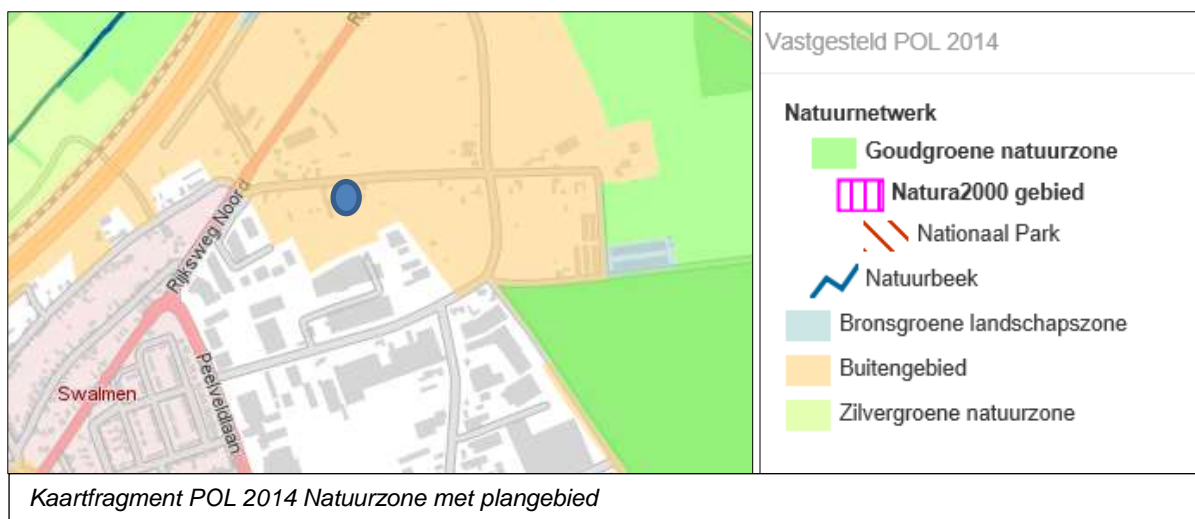 Ri
Rijksweg Noord
Peelveldlaan
Swalmen
Vastgesteld POL 2014
Natuurnetwerk
Goudgroene natuurzone
Natura2000 gebied
Nationaal Park
Natuurbeek
Bronsgroene landschapszone
Buitengebied
Zilvergroene natuurzone
Kaartfragment POL 2014 Natuurzone met plangebied